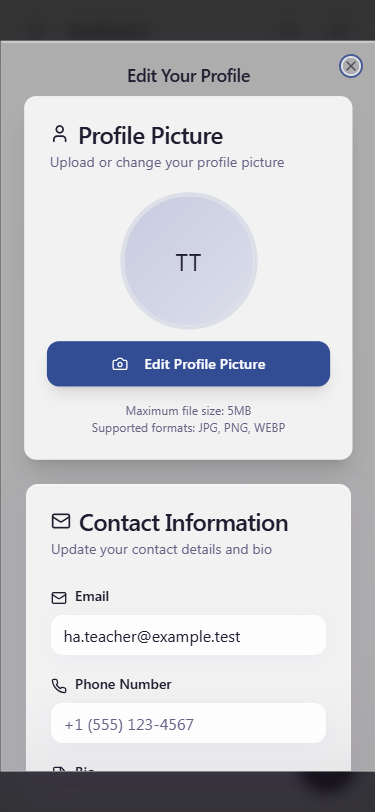 Edit Your Profile
Profile Picture
Upload or change your profile picture
TT
Edit Profile Picture
Maximum file size: 5MB
Supported formats: JPG, PNG, WEBP
Contact Information
Update your contact details and bio
Email
ha.teacher@example.test
Phone Number
+1 (555) 123-4567
Bio